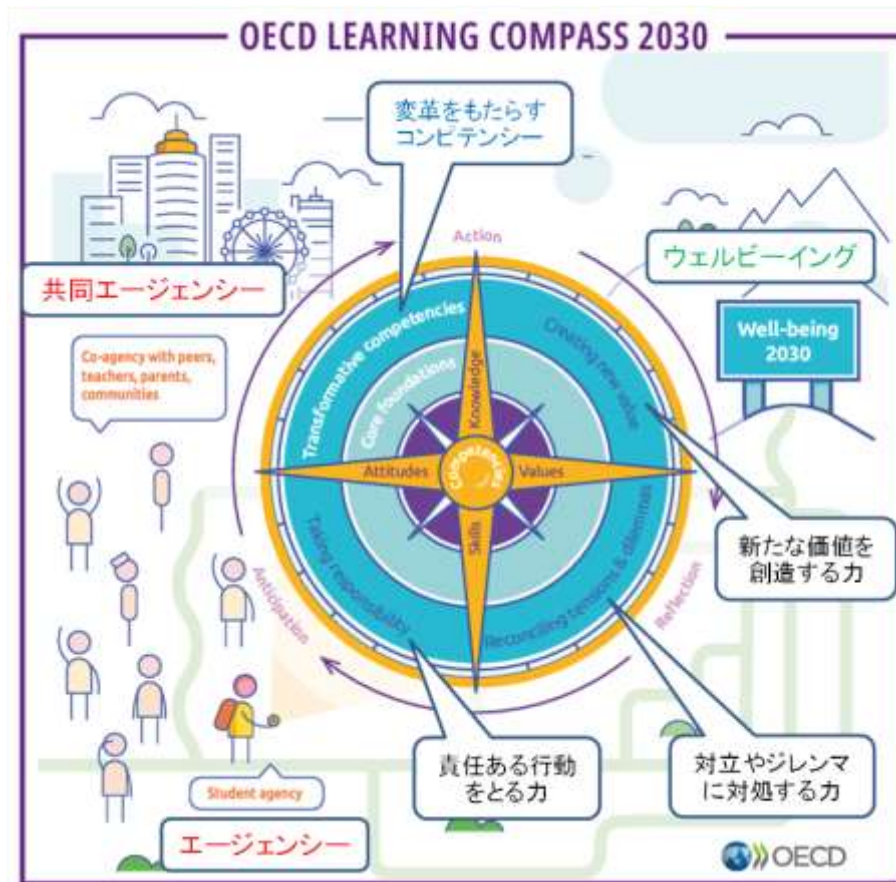 OECD LEARNING COMPASS 2030
変革をもたらす
コンピテンシー
Action
共同エージェンシー
ウェルビーイング
Co-agency with peers,
teachers, parents,
communities
Well-being
2030
Transformative competencies
Creating new value
Core foundations
Knowledge
Attitudes
Competencies
Values
Skills
Taking responsibility
Reconciling tensions & dilemmas
Anticipation
Reflection
新たな価値を
創造する力
責任ある行動
をとる力
対立やジレンマ
に対処する力
Student agency
エージェンシー
OECD